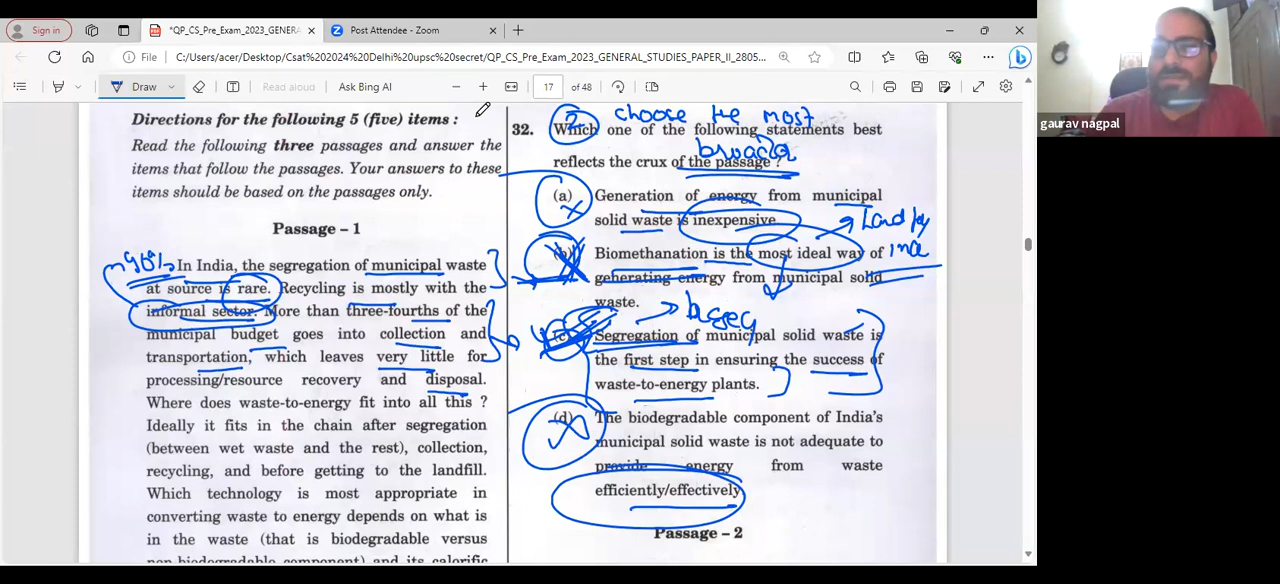 Sign in
*QP_CS_Pre_Exam_2023_GENERA
Post Attendee - Zoom
File
C:/Users/acer/Desktop/Csat%202024%20Delhi%20upsc%20secret/QP_CS_Pre_Exam_2023_GENERAL_STUDIES_PAPER_II_2805...
Draw
Read aloud
Ask Bing AI
17
of 48
gaurav nagpal
Directions for the following 5 (five) items :
Read the following three passages and answer the
items that follow the passages. Your answers to these
items should be based on the passages only.
Passage – 1
In India, the segregation of municipal waste
at source is rare. Recycling is mostly with the
informal sector. More than three-fourths of the
municipal budget goes into collection and
transportation, which leaves very little for
processing/resource recovery and disposal.
Where does waste-to-energy fit into all this ?
Ideally it fits in the chain after segregation
(between wet waste and the rest), collection,
recycling, and before getting to the landfill.
Which technology is most appropriate in
converting waste to energy depends on what is
in the waste (that is biodegradable versus
non-biodegradable component) and its calorific
2 choose the most
32. Which one of the following statements best
broader
reflects the crux of the passage ?
(a) Generation of energy from municipal
solid waste is inexpensive.
(b) Biomethanation is the most ideal way of
generating energy from municipal solid
waste.
(c) Segregation of municipal solid waste is
the first step in ensuring the success of
waste-to-energy plants.
(d) The biodegradable component of India's
municipal solid waste is not adequate to
provide energy from waste
efficiently/effectively.
Passage – 2